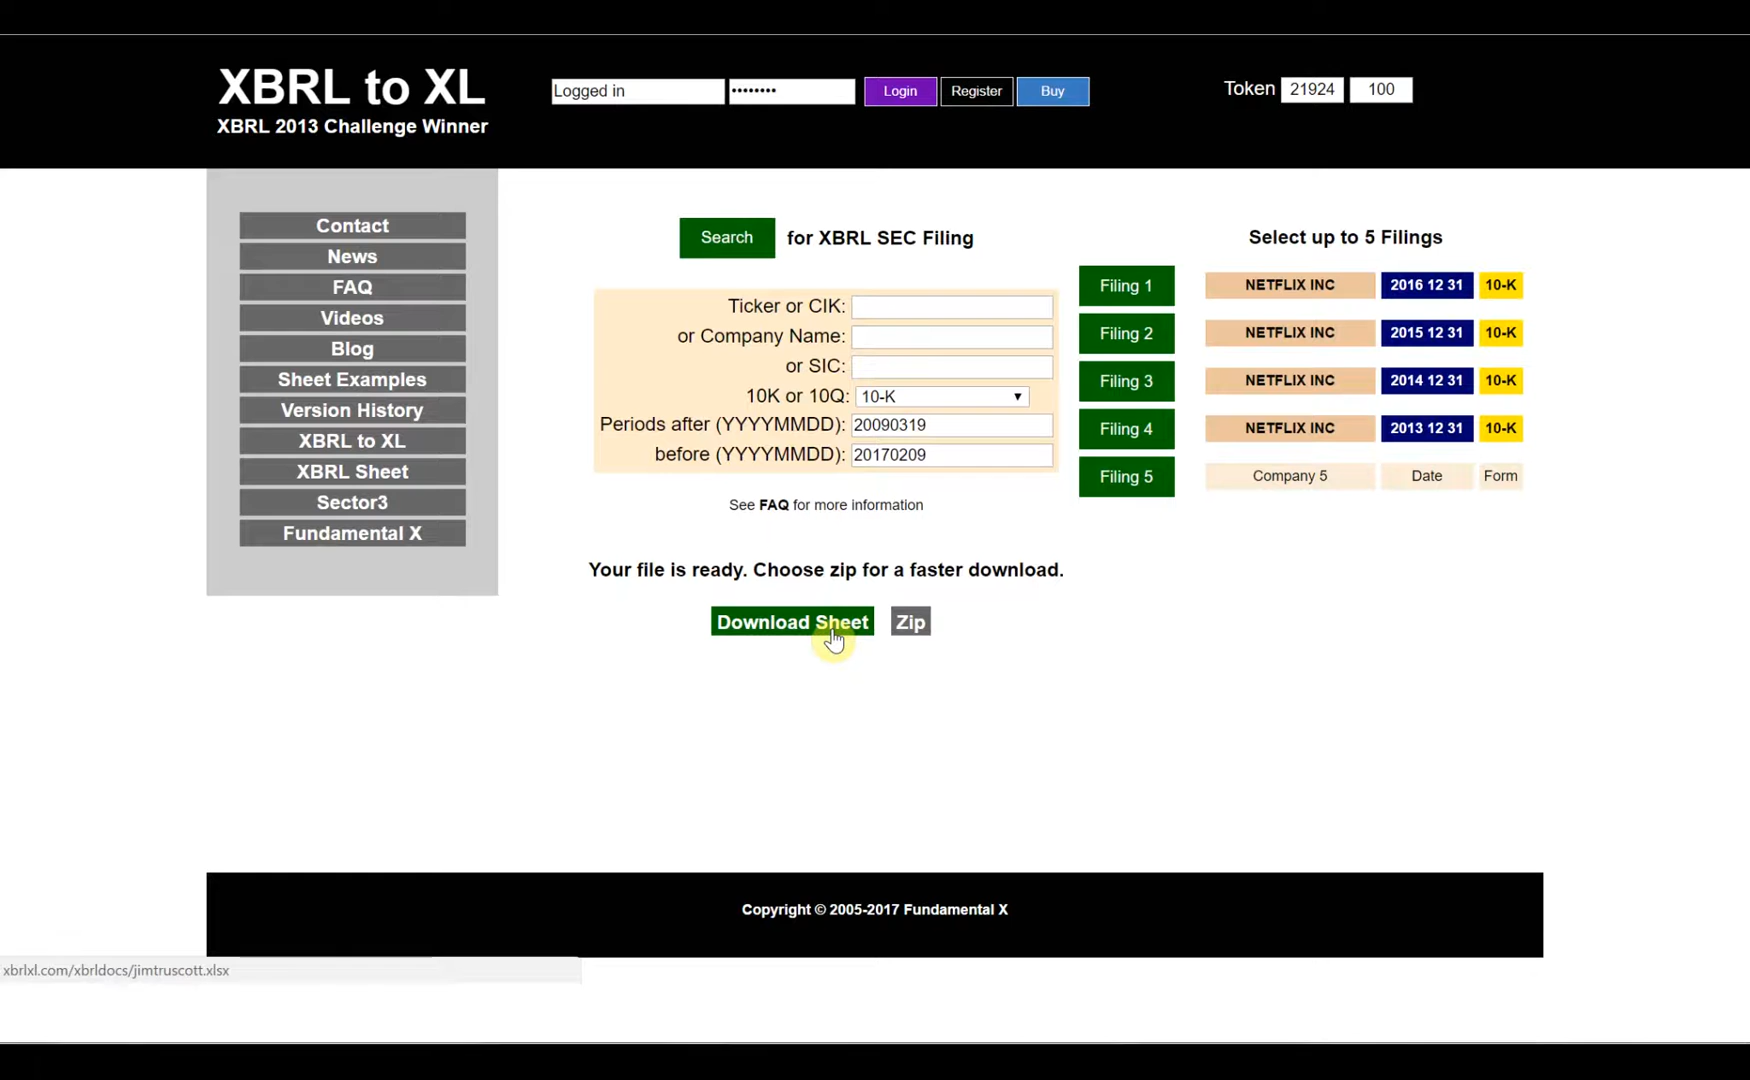 XBRL to XL
XBRL 2013 Challenge Winner
Logged in •••••••• Login Register Buy
Token 21924 100
Contact
News
FAQ
Videos
Blog
Sheet Examples
Version History
XBRL to XL
XBRL Sheet
Sector3
Fundamental X
Search for XBRL SEC Filing
Ticker or CIK:
or Company Name:
or SIC:
10K or 10Q: 10-K ▼
Periods after (YYYYMMDD): 20090319
before (YYYYMMDD): 20170209
See FAQ for more information
Your file is ready. Choose zip for a faster download.
Download Sheet Zip
Select up to 5 Filings
Filing 1 NETFLIX INC 2016 12 31 10-K
Filing 2 NETFLIX INC 2015 12 31 10-K
Filing 3 NETFLIX INC 2014 12 31 10-K
Filing 4 NETFLIX INC 2013 12 31 10-K
Filing 5 Company 5 Date Form
Copyright © 2005-2017 Fundamental X
xbrlxl.com/xbrldocs/jimtruscott.xlsx